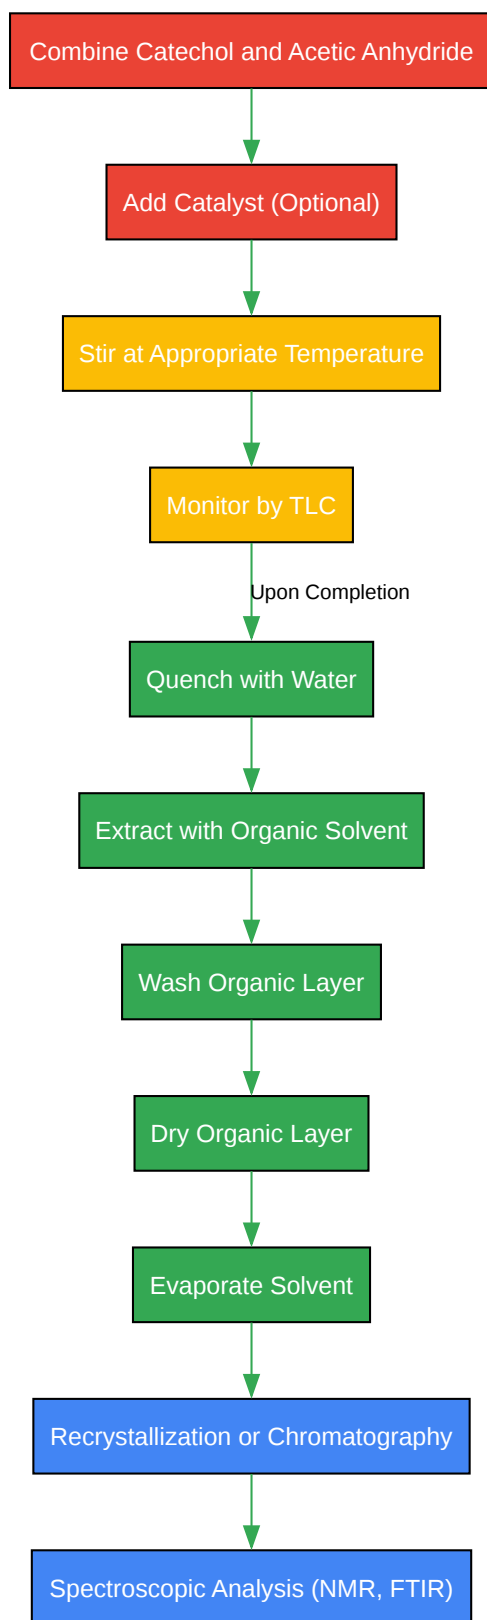 Combine Catechol and Acetic Anhydride
Add Catalyst (Optional)
Stir at Appropriate Temperature
Monitor by TLC
Upon Completion
Quench with Water
Extract with Organic Solvent
Wash Organic Layer
Dry Organic Layer
Evaporate Solvent
Recrystallization or Chromatography
Spectroscopic Analysis (NMR, FTIR)